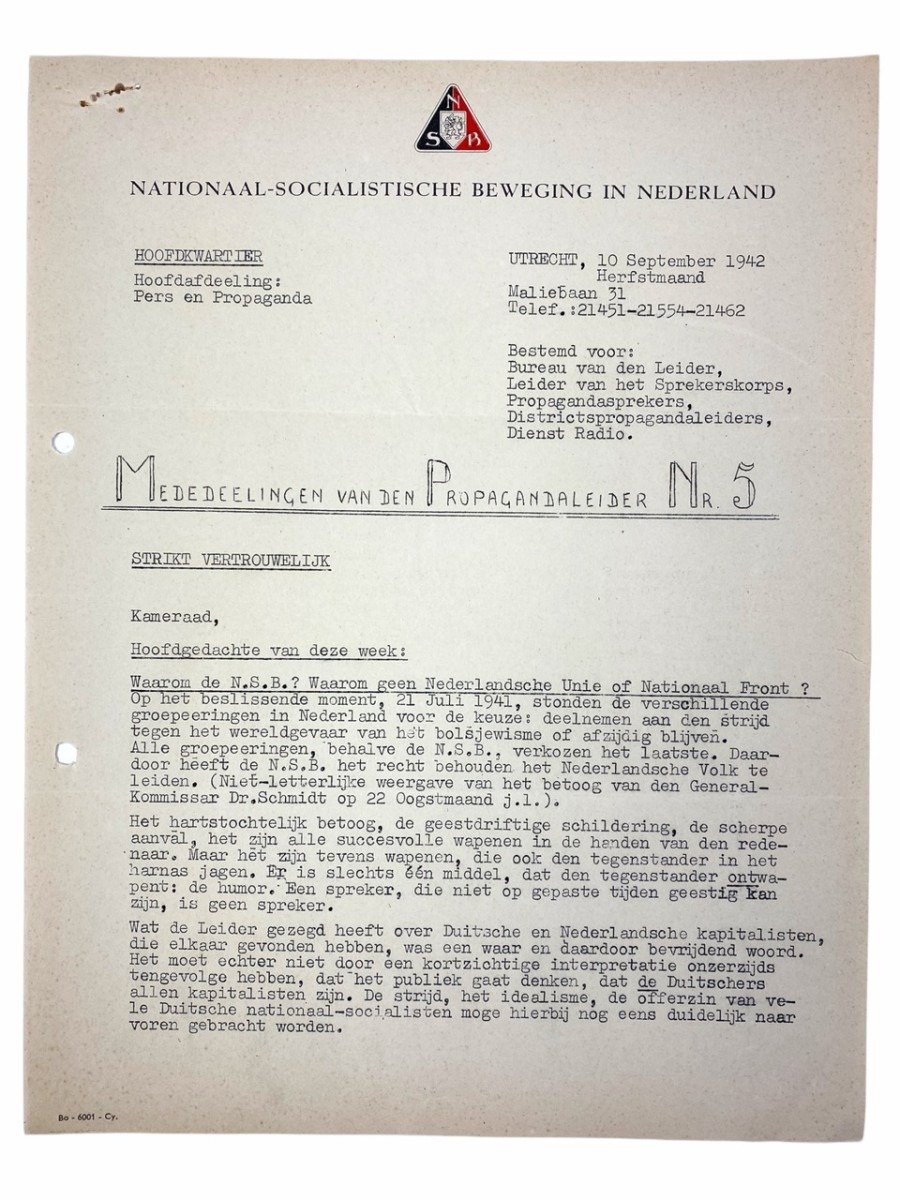 N
S B
NATIONAAL-SOCIALISTISCHE BEWEGING IN NEDERLAND
HOOFDKWARTIER
Hoofdafdeeling:
Pers en Propaganda
UTRECHT, 10 September 1942
Herfstmaand
Maliebaan 31
Telef.:21451-21554-21462
Bestemd voor:
Bureau van den Leider,
Leider van het Sprekerskorps,
Propagandasprekers,
Districtspropagandaleiders,
Dienst Radio.
MEDEDEELINGEN VAN DEN PROPAGANDALEIDER NR. 5
STRIKT VERTROUWELIJK
Kameraad,
Hoofdgedachte van deze week:
Waarom de N.S.B.? Waarom geen Nederlandsche Unie of Nationaal Front ?
Op het beslissende moment, 21 Juli 1941, stonden de verschillende
groepeeringen in Nederland voor de keuze: deelnemen aan den strijd
tegen het wereldgevaar van het bolsjewisme of afzijdig blijven.
Alle groepeeringen, behalve de N.S.B., verkozen het laatste. Daar-
door heeft de N.S.B. het recht behouden het Nederlandsche Volk te
leiden. (Niet-letterlijke weergave van het betoog van den General-
Kommissar Dr.Schmidt op 22 Oogstmaand j.l.).
Het hartstochtelijk betoog, de geestdriftige schildering, de scherpe
aanval, het zijn alle succesvolle wapenen in de handen van den rede-
naar. Maar hét zijn tevens wapenen, die ook den tegenstander in het
harnas jagen. Er is slechts één middel, dat den tegenstander ontwa-
pent: de humor. Een spreker, die niet op gepaste tijden geestig kan
zijn, is geen spreker.
Wat de Leider gezegd heeft over Duitsche en Nederlandsche kapitalisten,
die elkaar gevonden hebben, was een waar en daardoor bevrijdend woord.
Het moet echter niet door een kortzichtige interpretatie onzerzijds
tengevolge hebben, dat het publiek gaat denken, dat de Duitschers
allen kapitalisten zijn. De strijd, het idealisme, de offerzin van ve-
le Duitsche nationaal-socialisten moge hierbij nog eens duidelijk naar
voren gebracht worden.
Bo - 6001 - Cy.